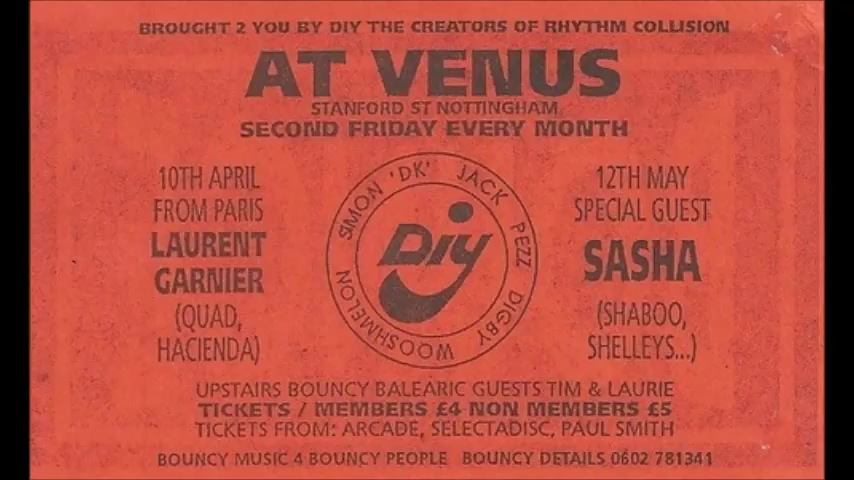 BROUGHT 2 YOU BY DIY THE CREATORS OF RHYTHM COLLISION
AT VENUS
STANFORD ST NOTTINGHAM
SECOND FRIDAY EVERY MONTH
10TH APRIL
FROM PARIS
LAURENT
GARNIER
(QUAD,
HACIENDA)
SIMON 'DK' JACK PEZZ DIGBY WOOSHMELON
DiY
12TH MAY
SPECIAL GUEST
SASHA
(SHABOO,
SHELLEYS...)
UPSTAIRS BOUNCY BALEARIC GUESTS TIM & LAURIE
TICKETS / MEMBERS £4 NON MEMBERS £5
TICKETS FROM: ARCADE, SELECTADISC, PAUL SMITH
BOUNCY MUSIC 4 BOUNCY PEOPLE BOUNCY DETAILS 0602 781341